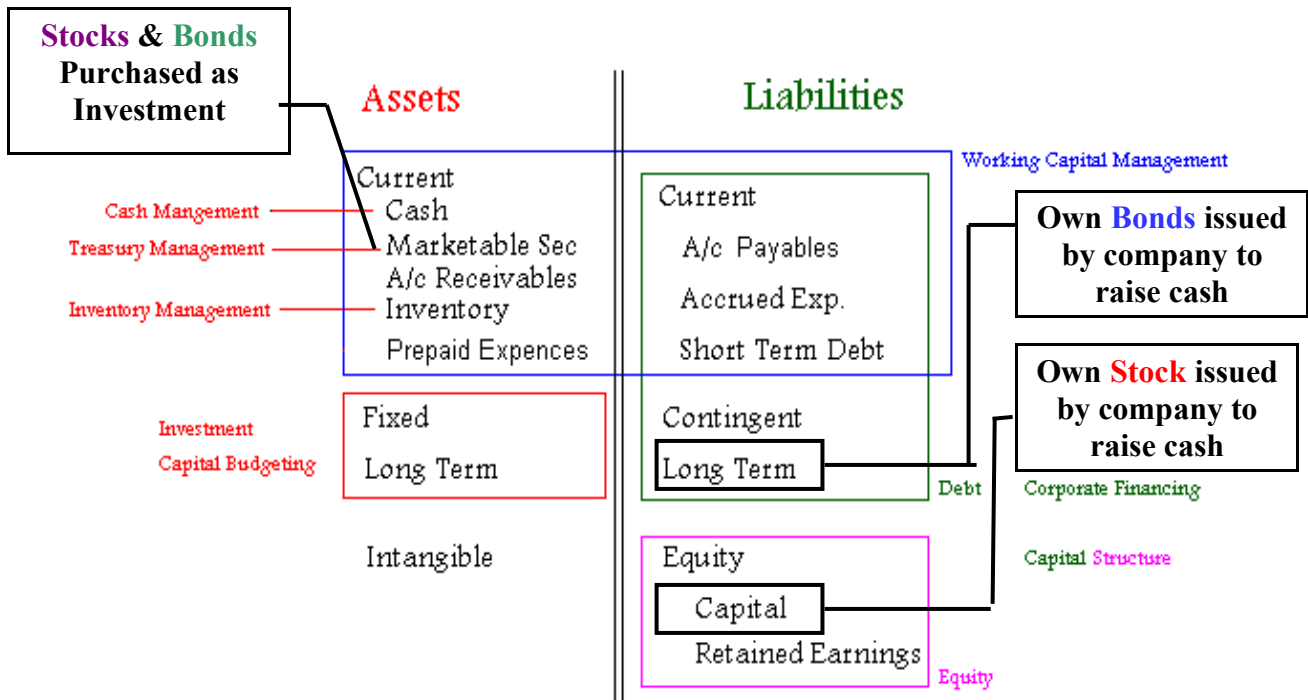 Stocks & Bonds
Purchased as
Investment
Assets
Liabilities
Working Capital Management
Current
Cash Mangement
Cash
Treasury Management
Marketable Sec
A/c Receivables
Inventory Management
Inventory
Prepaid Expences
Current
A/c Payables
Accrued Exp.
Short Term Debt
Own Bonds issued
by company to
raise cash
Own Stock issued
by company to
raise cash
Investment
Capital Budgeting
Fixed
Long Term
Contingent
Long Term
Debt
Corporate Financing
Intangible
Equity
Capital
Retained Earnings
Capital Structure
Equity